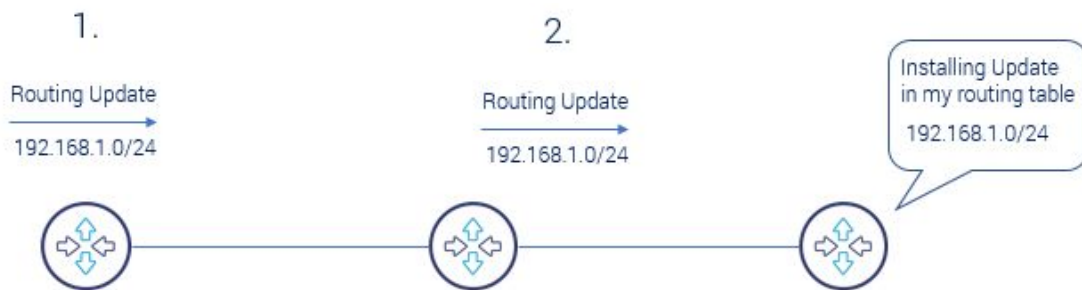 1.
Routing Update
192.168.1.0/24
2.
Routing Update
192.168.1.0/24
Installing Update
in my routing table
192.168.1.0/24